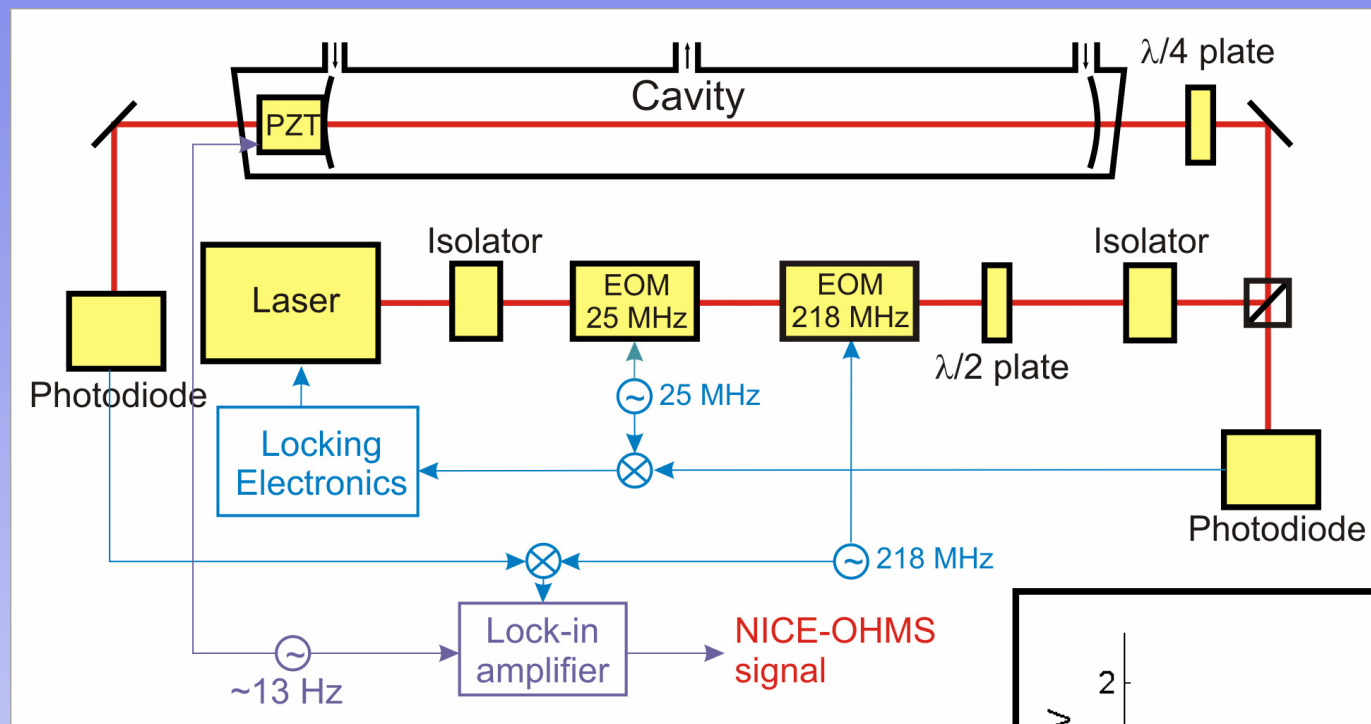 λ/4 plate
Cavity
PZT
Isolator
Isolator
Laser
EOM
25 MHz
EOM
218 MHz
λ/2 plate
Photodiode
25 MHz
Locking
Electronics
Photodiode
218 MHz
Lock-in
amplifier
NICE-OHMS
signal
~13 Hz
2